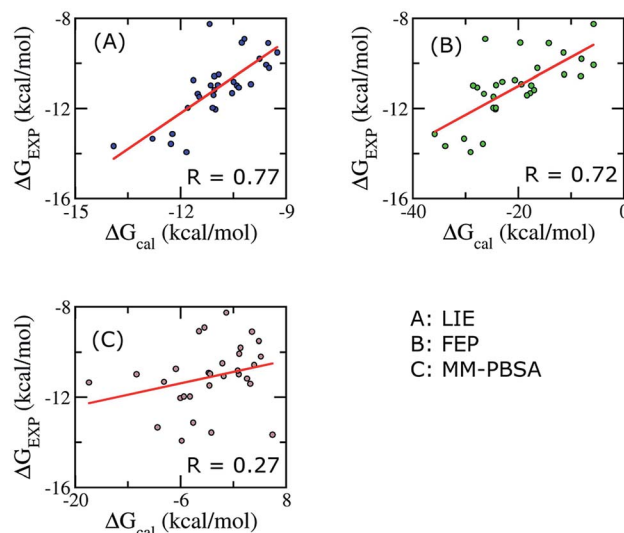 -8
(A)
-12
-16
ΔG_EXP (kcal/mol)
R = 0.77
-15
-12
-9
ΔG_cal (kcal/mol)
-8
(B)
-12
-16
ΔG_EXP (kcal/mol)
R = 0.72
-40
-20
0
ΔG_cal (kcal/mol)
-8
(C)
-12
-16
ΔG_EXP (kcal/mol)
R = 0.27
-20
-6
8
ΔG_cal (kcal/mol)
A: LIE
B: FEP
C: MM-PBSA